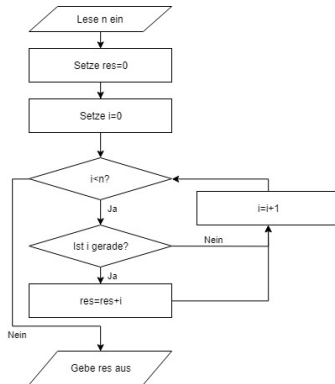 Lese n ein
Setze res=0
Setze i=0
i<n?
Ja
i=i+1
Ist i gerade?
Nein
Ja
res=res+i
Nein
Gebe res aus